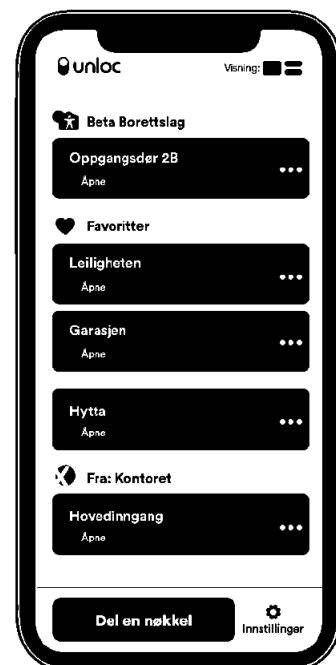 unloc
Visning:
Beta Borettslag
Oppgangsdør 2B
Åpne
Favoritter
Leiligheten
Åpne
Garasjen
Åpne
Hytta
Åpne
Fra: Kontoret
Hovedinngang
Åpne
Del en nøkkel
Innstillinger